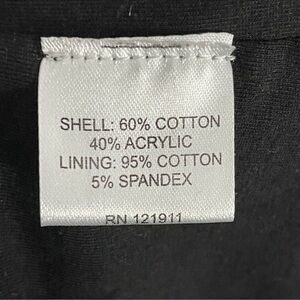 SHELL: 60% COTTON
40% ACRYLIC
LINING: 95% COTTON
5% SPANDEX
RN 121911